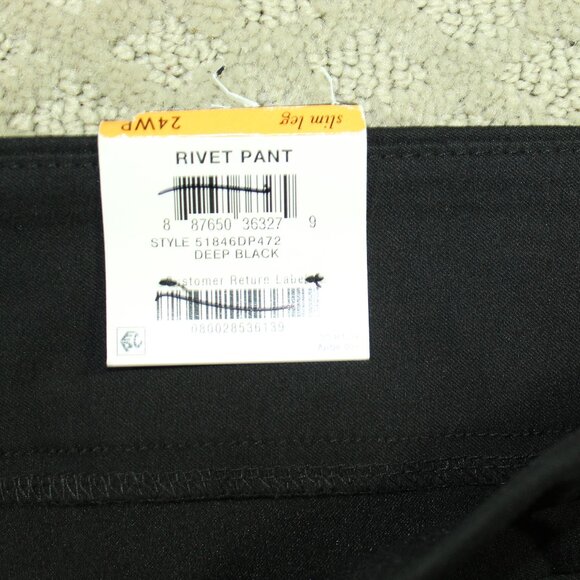 24WP slim leg
RIVET PANT
8 87650 36327 9
STYLE 51846DP472
DEEP BLACK
Customer Return Label
080028536139